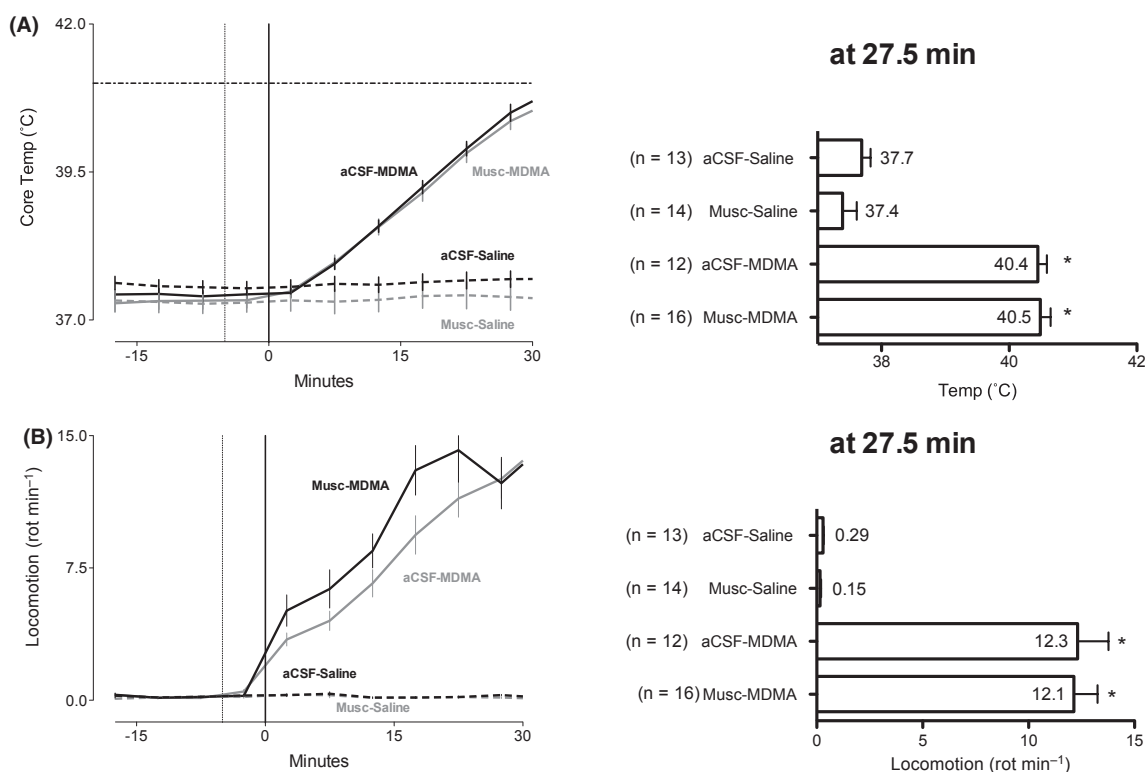 (A)
42.0
39.5
37.0
Core Temp (˚C)
aCSF-MDMA
Musc-MDMA
aCSF-Saline
Musc-Saline
-15
0
15
30
Minutes
at 27.5 min
(n = 13) aCSF-Saline
37.7
(n = 14) Musc-Saline
37.4
(n = 12) aCSF-MDMA
40.4 *
(n = 16) Musc-MDMA
40.5 *
38
40
42
Temp (˚C)
(B)
15.0
7.5
0.0
Locomotion (rot min⁻¹)
Musc-MDMA
aCSF-MDMA
aCSF-Saline
Musc-Saline
-15
0
15
30
Minutes
at 27.5 min
(n = 13) aCSF-Saline
0.29
(n = 14) Musc-Saline
0.15
(n = 12) aCSF-MDMA
12.3 *
(n = 16) Musc-MDMA
12.1 *
0
5
10
15
Locomotion (rot min⁻¹)